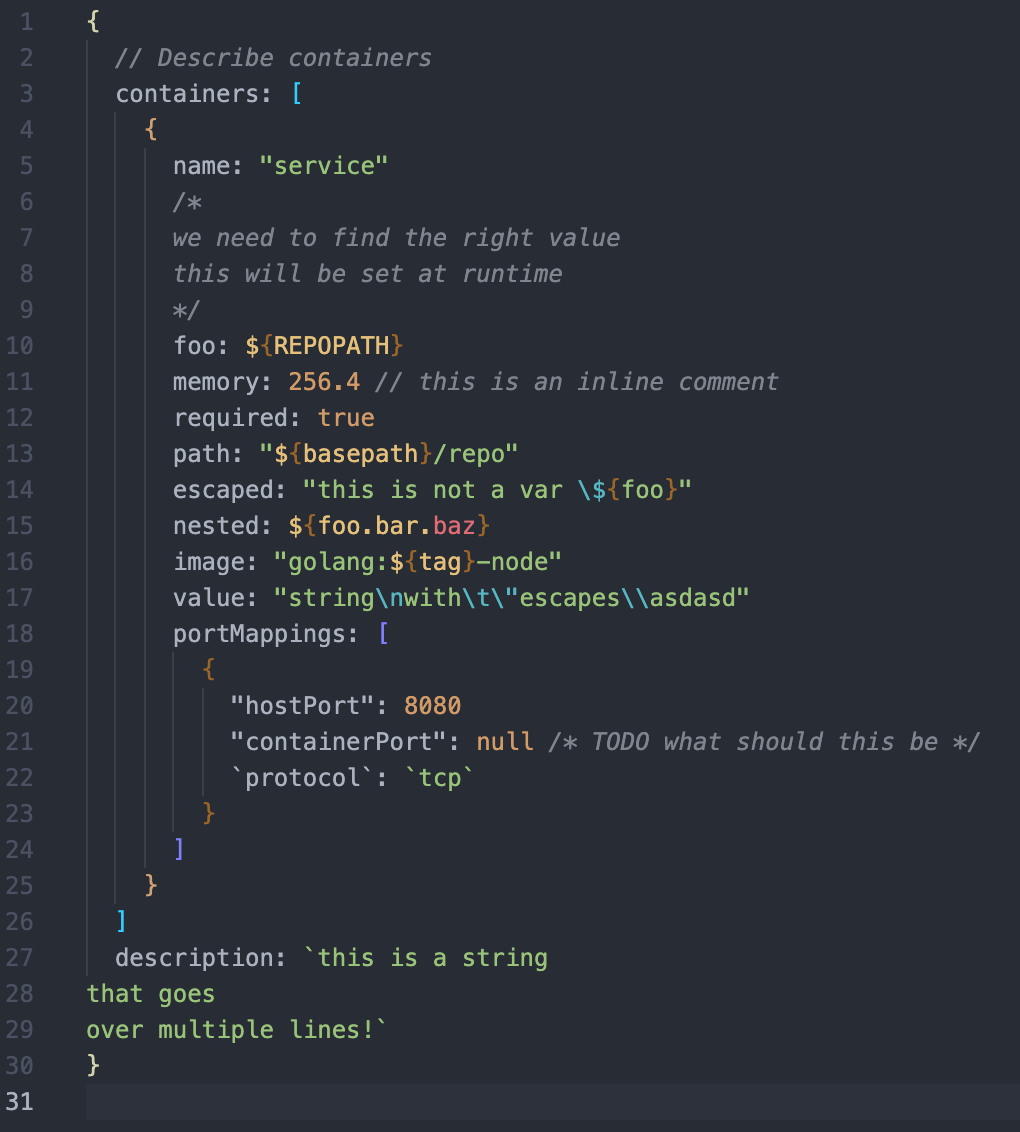 1 {
2   // Describe containers
3   containers: [
4     {
5       name: "service"
6       /*
7       we need to find the right value
8       this will be set at runtime
9       */
10       foo: ${REPOPATH}
11       memory: 256.4 // this is an inline comment
12       required: true
13       path: "${basepath}/repo"
14       escaped: "this is not a var \${foo}"
15       nested: ${foo.bar.baz}
16       image: "golang:${tag}-node"
17       value: "string\nwith\t\"escapes\\asdasd"
18       portMappings: [
19         {
20           "hostPort": 8080
21           "containerPort": null /* TODO what should this be */
22           `protocol`: `tcp`
23         }
24       ]
25     }
26   ]
27   description: `this is a string
28 that goes
29 over multiple lines!`
30 }
31